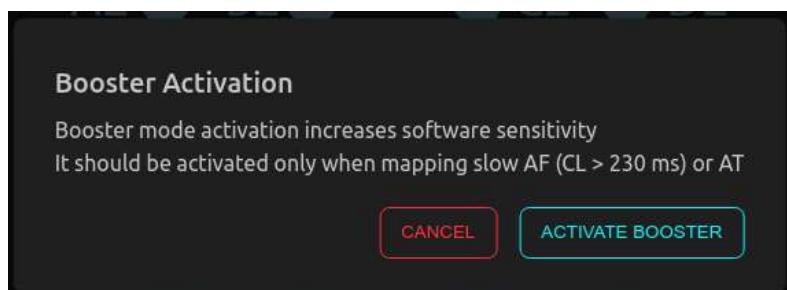 Booster Activation
Booster mode activation increases software sensitivity
It should be activated only when mapping slow AF (CL > 230 ms) or AT
CANCEL
ACTIVATE BOOSTER